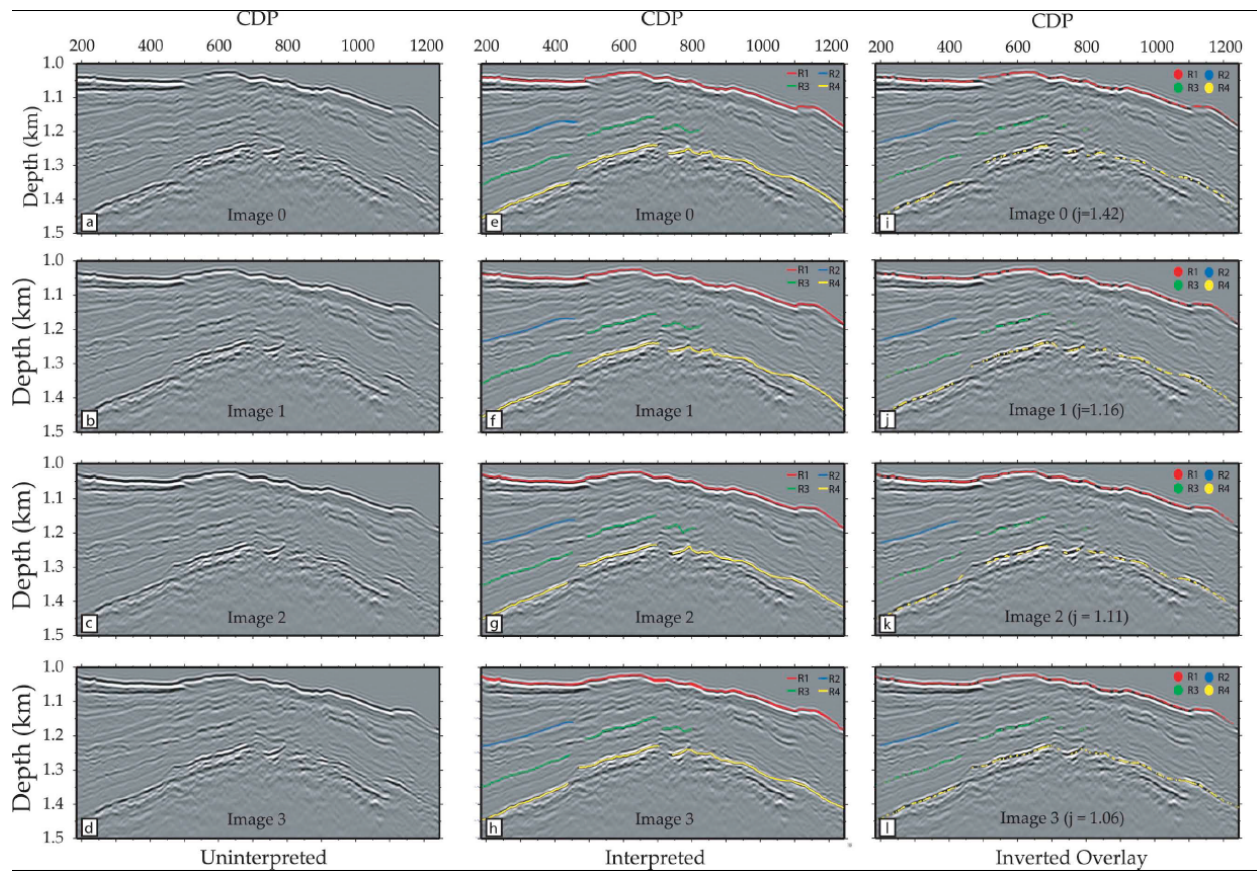 CDP CDP CDP
200 400 600 800 1000 1200 200 400 600 800 1000 1200 200 400 600 800 1000 1200
Depth (km)
1.0
1.1
1.2
1.3
1.4
1.5
a
Image 0
R1 R2
R3 R4
e
Image 0
R1 R2
R3 R4
i
Image 0 (j=1.42)
Depth (km)
1.0
1.1
1.2
1.3
1.4
1.5
b
Image 1
R1 R2
R3 R4
f
Image 1
R1 R2
R3 R4
j
Image 1 (j=1.16)
Depth (km)
1.0
1.1
1.2
1.3
1.4
1.5
c
Image 2
R1 R2
R3 R4
g
Image 2
R1 R2
R3 R4
k
Image 2 (j = 1.11)
Depth (km)
1.0
1.1
1.2
1.3
1.4
1.5
d
Image 3
R1 R2
R3 R4
h
Image 3
R1 R2
R3 R4
l
Image 3 (j = 1.06)
Uninterpreted Interpreted Inverted Overlay